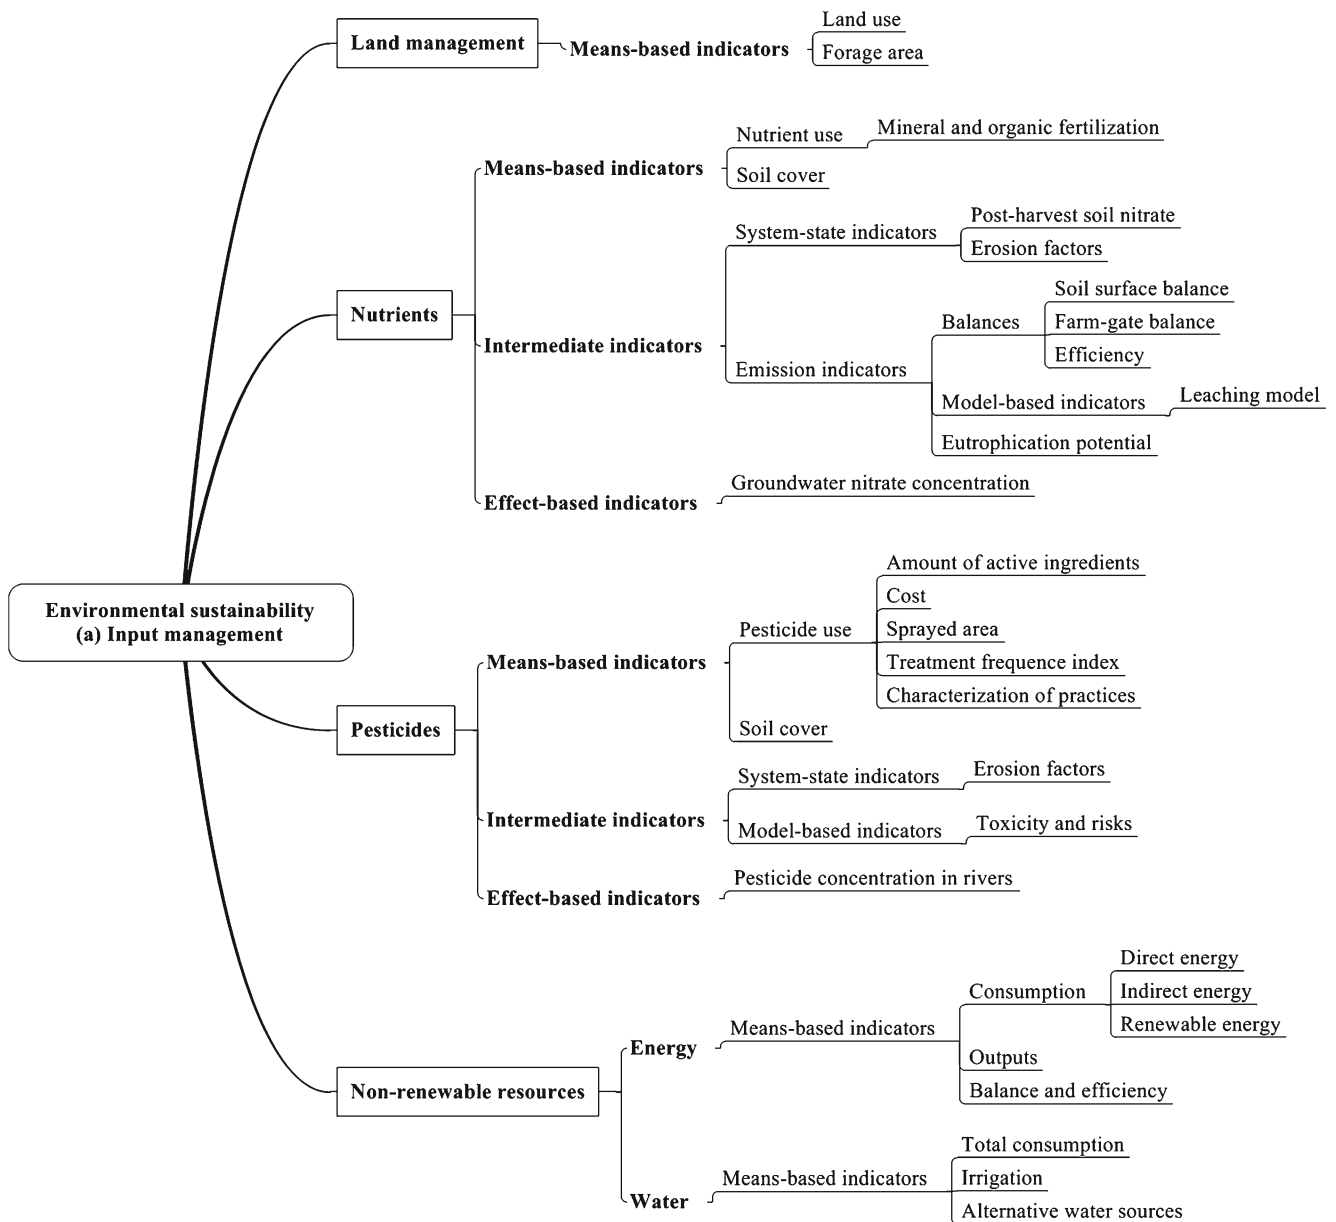 Land management
Means-based indicators
Land use
Forage area
Nutrients
Means-based indicators
Nutrient use
Mineral and organic fertilization
Soil cover
Intermediate indicators
System-state indicators
Post-harvest soil nitrate
Erosion factors
Emission indicators
Balances
Soil surface balance
Farm-gate balance
Efficiency
Model-based indicators
Leaching model
Eutrophication potential
Effect-based indicators
Groundwater nitrate concentration
Environmental sustainability
(a) Input management
Pesticides
Means-based indicators
Pesticide use
Amount of active ingredients
Cost
Sprayed area
Treatment frequence index
Characterization of practices
Soil cover
Intermediate indicators
System-state indicators
Erosion factors
Model-based indicators
Toxicity and risks
Effect-based indicators
Pesticide concentration in rivers
Non-renewable resources
Energy
Means-based indicators
Consumption
Direct energy
Indirect energy
Renewable energy
Outputs
Balance and efficiency
Water
Means-based indicators
Total consumption
Irrigation
Alternative water sources